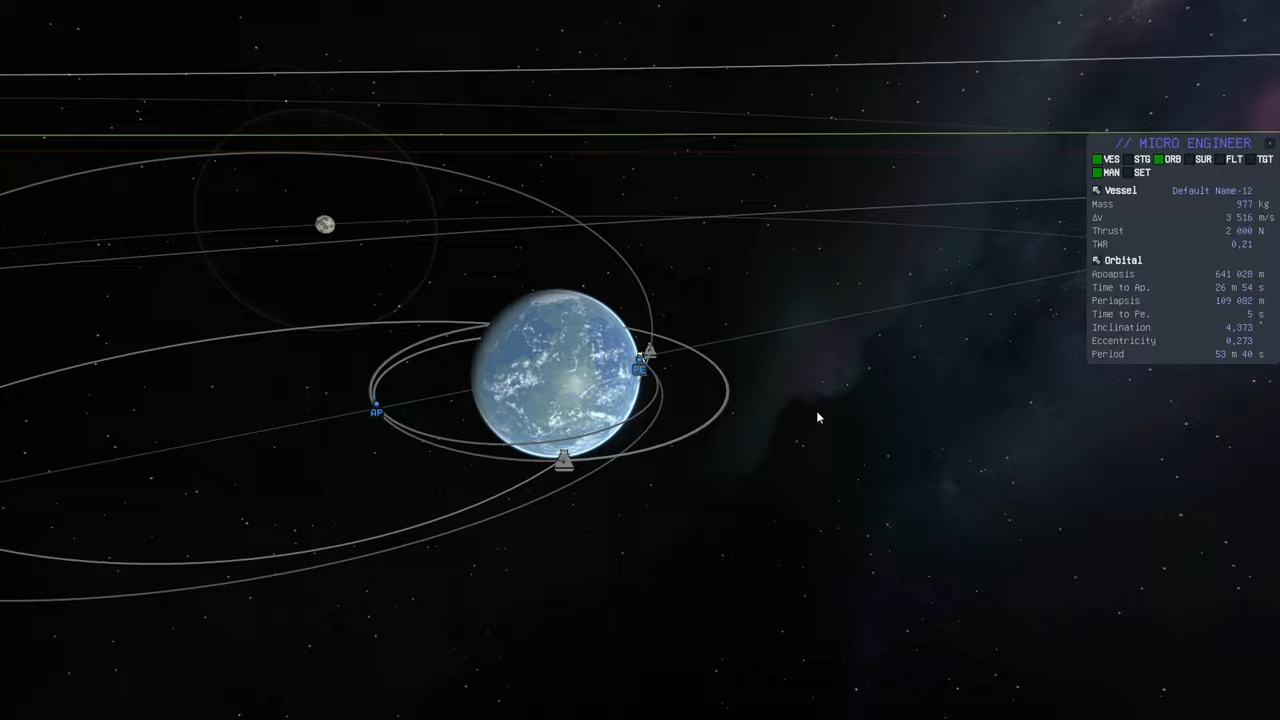 // MICRO ENGINEER
VES STG ORB SUR FLT TGT
MAN SET
Vessel Default Name-12
Mass 977 kg
Δv 3 516 m/s
Thrust 2 000 N
TWR 0,21
Orbital
Apoapsis 641 028 m
Time to Ap. 26 m 54 s
Periapsis 109 082 m
Time to Pe. 5 s
Inclination 4,373 °
Eccentricity 0,273
Period 53 m 40 s
PE
AP